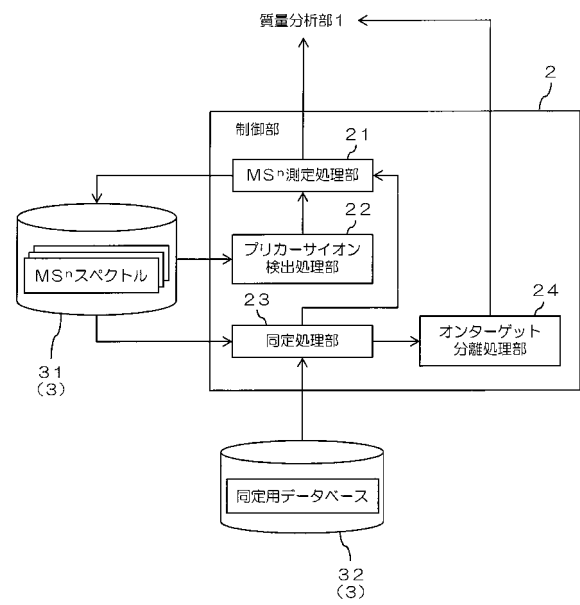 質量分析部1
2
制御部
21
MSⁿ測定処理部
22
プリカーサイオン
検出処理部
MSⁿスペクトル
23
同定処理部
24
オンターゲット
分離処理部
31
(3)
同定用データベース
32
(3)